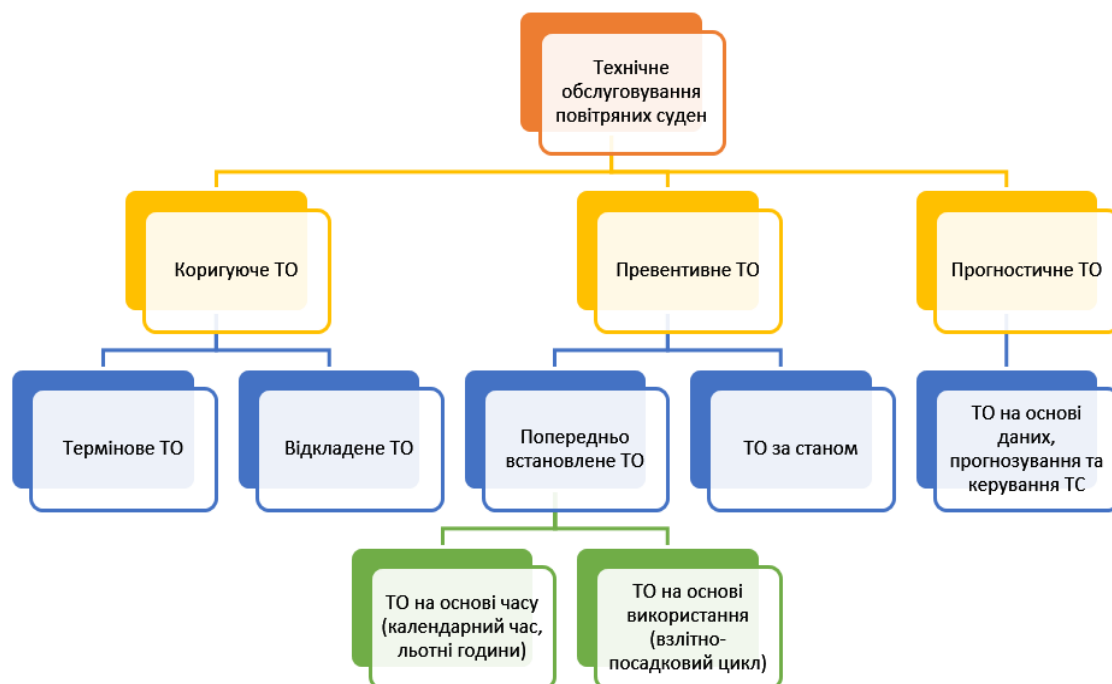 Технічне
обслуговування
повітряних суден
Коригуюче ТО
Превентивне ТО
Прогностичне ТО
Термінове ТО
Відкладене ТО
Попередньо
встановлене ТО
ТО за станом
ТО на основі
даних,
прогнозування та
керування ТС
ТО на основі часу
(календарний час,
льотні години)
ТО на основі
використання
(взлітно-
посадковий цикл)